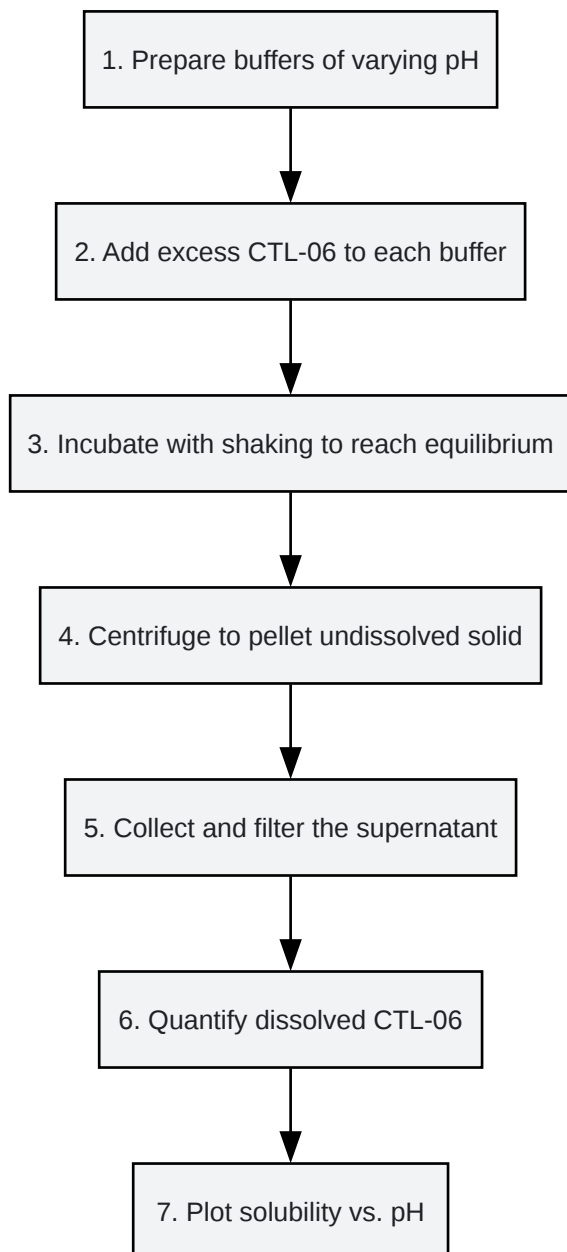 1. Prepare buffers of varying pH
2. Add excess CTL-06 to each buffer
3. Incubate with shaking to reach equilibrium
4. Centrifuge to pellet undissolved solid
5. Collect and filter the supernatant
6. Quantify dissolved CTL-06
7. Plot solubility vs. pH